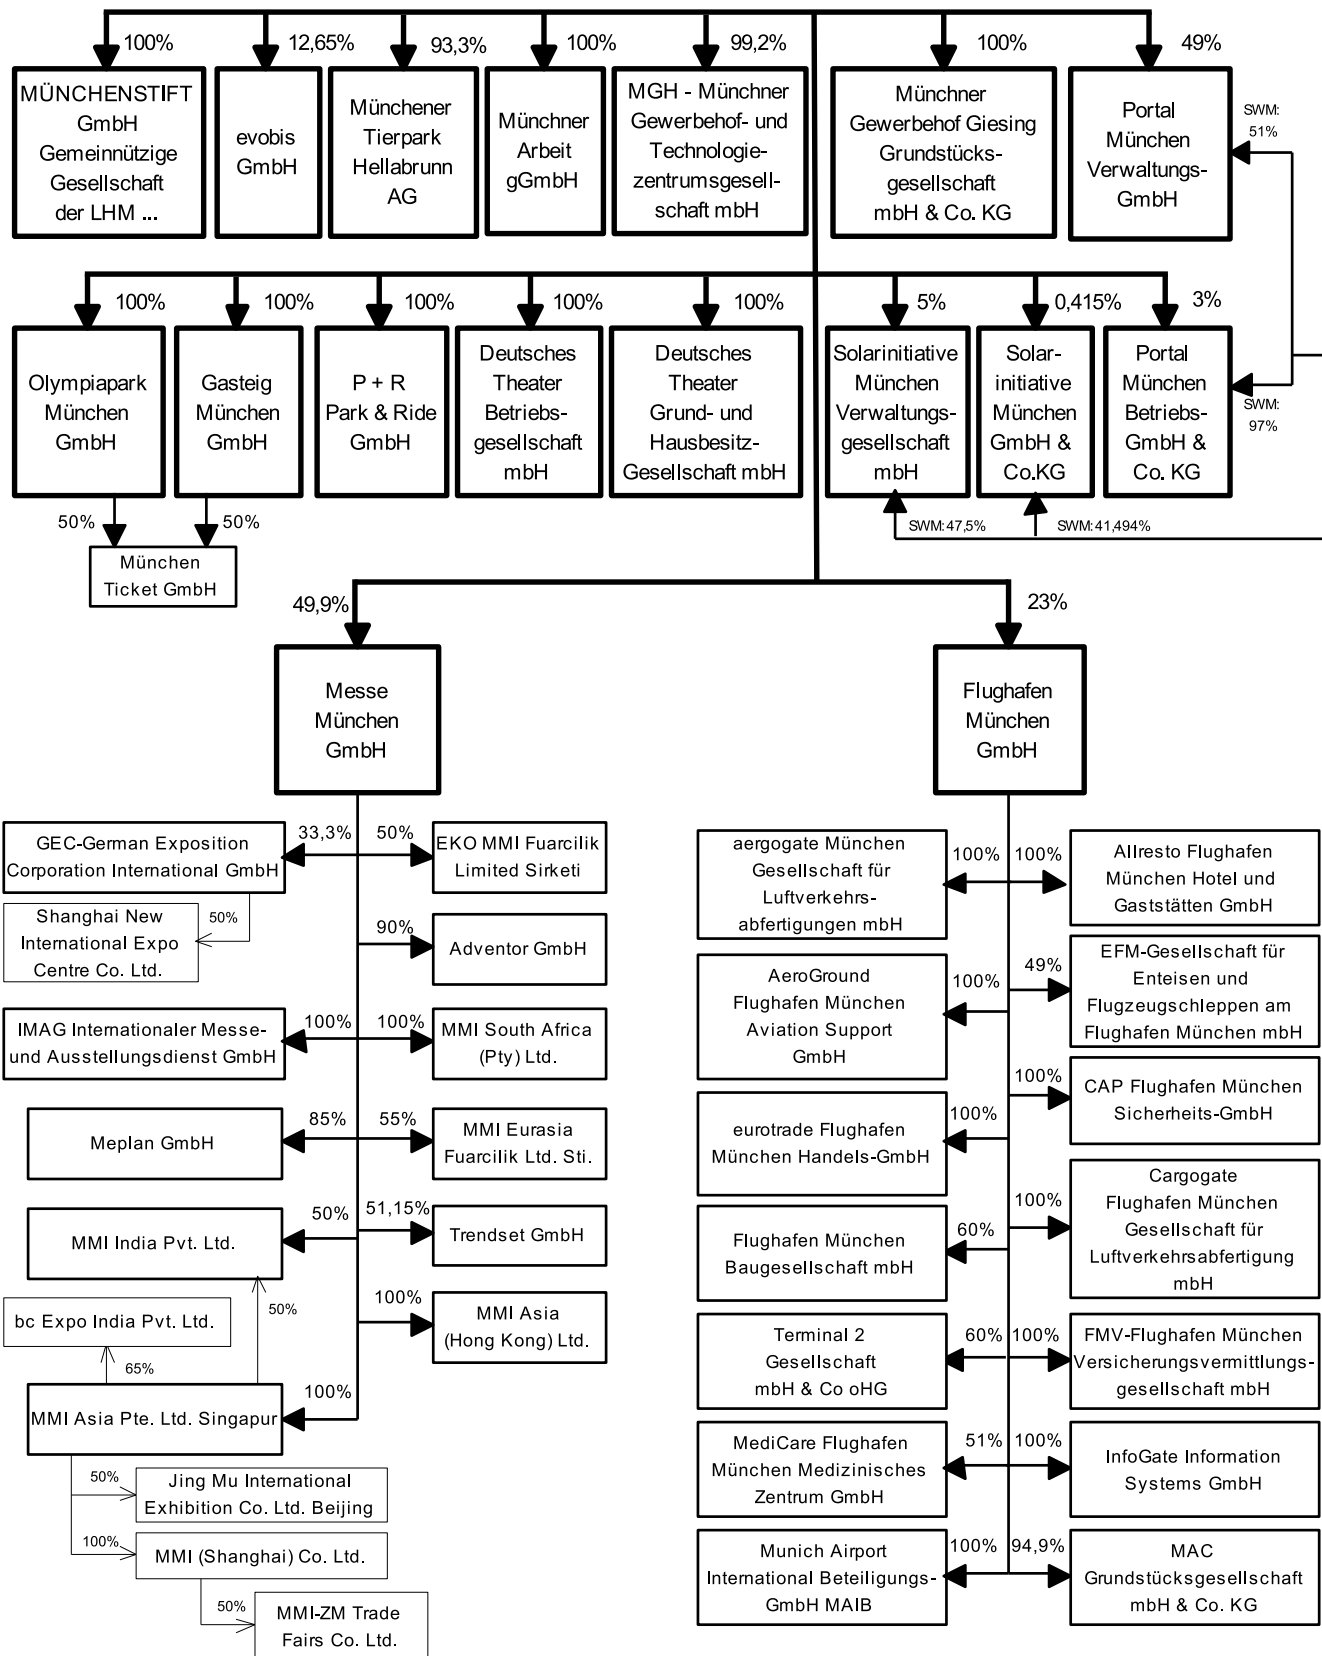 100%
12,65%
93,3%
100%
99,2%
100%
49%
MÜNCHENSTIFT
GmbH
Gemeinnützige
Gesellschaft
der LHM ...
evobis
GmbH
Münchener
Tierpark
Hellabrunn
AG
Münchner
Arbeit
gGmbH
MGH - Münchner
Gewerbehof- und
Technologie-
zentrumsgesell-
schaft mbH
Münchner
Gewerbehof Giesing
Grundstücks-
gesellschaft
mbH & Co. KG
Portal
München
Verwaltungs-
GmbH
SWM:
51%
100%
100%
100%
100%
100%
5%
0,415%
3%
Olympiapark
München
GmbH
Gasteig
München
GmbH
P + R
Park & Ride
GmbH
Deutsches
Theater
Betriebs-
gesellschaft
mbH
Deutsches
Theater
Grund- und
Hausbesitz-
Gesellschaft mbH
Solarinitiative
München
Verwaltungs-
gesellschaft
mbH
Solar-
initiative
München
GmbH &
Co.KG
Portal
München
Betriebs-
GmbH &
Co. KG
SWM:
97%
50%
50%
SWM: 47,5%
SWM: 41,494%
München
Ticket GmbH
49,9%
23%
Messe
München
GmbH
Flughafen
München
GmbH
GEC-German Exposition
Corporation International GmbH
33,3%
50%
EKO MMI Fuarcilik
Limited Sirketi
Shanghai New
International Expo
Centre Co. Ltd.
50%
90%
Adventor GmbH
IMAG Internationaler Messe-
und Ausstellungsdienst GmbH
100%
100%
MMI South Africa
(Pty) Ltd.
Meplan GmbH
85%
55%
MMI Eurasia
Fuarcilik Ltd. Sti.
MMI India Pvt. Ltd.
50%
51,15%
Trendset GmbH
bc Expo India Pvt. Ltd.
50%
100%
MMI Asia
(Hong Kong) Ltd.
65%
MMI Asia Pte. Ltd. Singapur
100%
50%
Jing Mu International
Exhibition Co. Ltd. Beijing
100%
MMI (Shanghai) Co. Ltd.
50%
MMI-ZM Trade
Fairs Co. Ltd.
aergogate München
Gesellschaft für
Luftverkehrs-
abfertigungen mbH
100%
100%
Allresto Flughafen
München Hotel und
Gaststätten GmbH
AeroGround
Flughafen München
Aviation Support
GmbH
100%
49%
EFM-Gesellschaft für
Enteisen und
Flugzeugschleppen am
Flughafen München mbH
100%
CAP Flughafen München
Sicherheits-GmbH
eurotrade Flughafen
München Handels-GmbH
100%
100%
Cargogate
Flughafen München
Gesellschaft für
Luftverkehrsabfertigung
mbH
Flughafen München
Baugesellschaft mbH
60%
Terminal 2
Gesellschaft
mbH & Co oHG
60%
100%
FMV-Flughafen München
Versicherungsvermittlungs-
gesellschaft mbH
MediCare Flughafen
München Medizinisches
Zentrum GmbH
51%
100%
InfoGate Information
Systems GmbH
Munich Airport
International Beteiligungs-
GmbH MAIB
100%
94,9%
MAC
Grundstücksgesellschaft
mbH & Co. KG